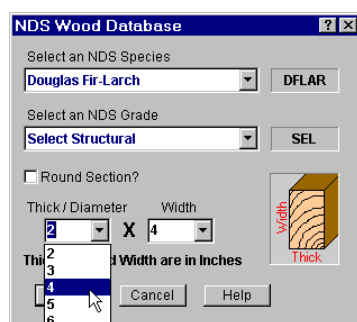 NDS Wood Database
Select an NDS Species
Douglas Fir-Larch DFLAR
Select an NDS Grade
Select Structural SEL
Round Section?
Thick / Diameter Width
2 X 4
Width
Thick
2
3
4
5
6
d Width are in Inches
Cancel Help